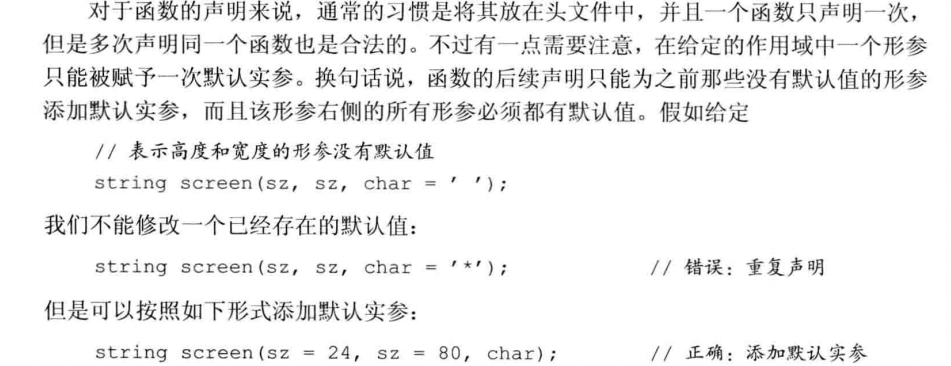 对于函数的声明来说，通常的习惯是将其放在头文件中，并且一个函数只声明一次，
但是多次声明同一个函数也是合法的。不过有一点需要注意，在给定的作用域中一个形参
只能被赋予一次默认实参。换句话说，函数的后续声明只能为之前那些没有默认值的形参
添加默认实参，而且该形参右侧的所有形参必须都有默认值。假如给定
// 表示高度和宽度的形参没有默认值
string screen(sz, sz, char = ' ');
我们不能修改一个已经存在的默认值：
string screen(sz, sz, char = '*'); // 错误：重复声明
但是可以按照如下形式添加默认实参：
string screen(sz = 24, sz = 80, char); // 正确：添加默认实参